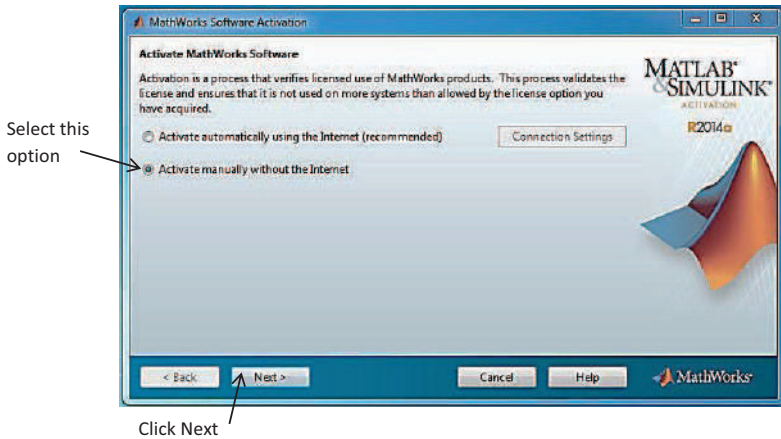 MathWorks Software Activation
Activate MathWorks Software
Activation is a process that verifies licensed use of MathWorks products. This process validates the
license and ensures that it is not used on more systems than allowed by the license option you
have acquired.
Activate automatically using the Internet (recommended)
Connection Settings
Select this
option
Activate manually without the Internet
MATLAB®
&SIMULINK®
ACTIVATION
R2014a
< Back
Next >
Cancel
Help
MathWorks®
Click Next